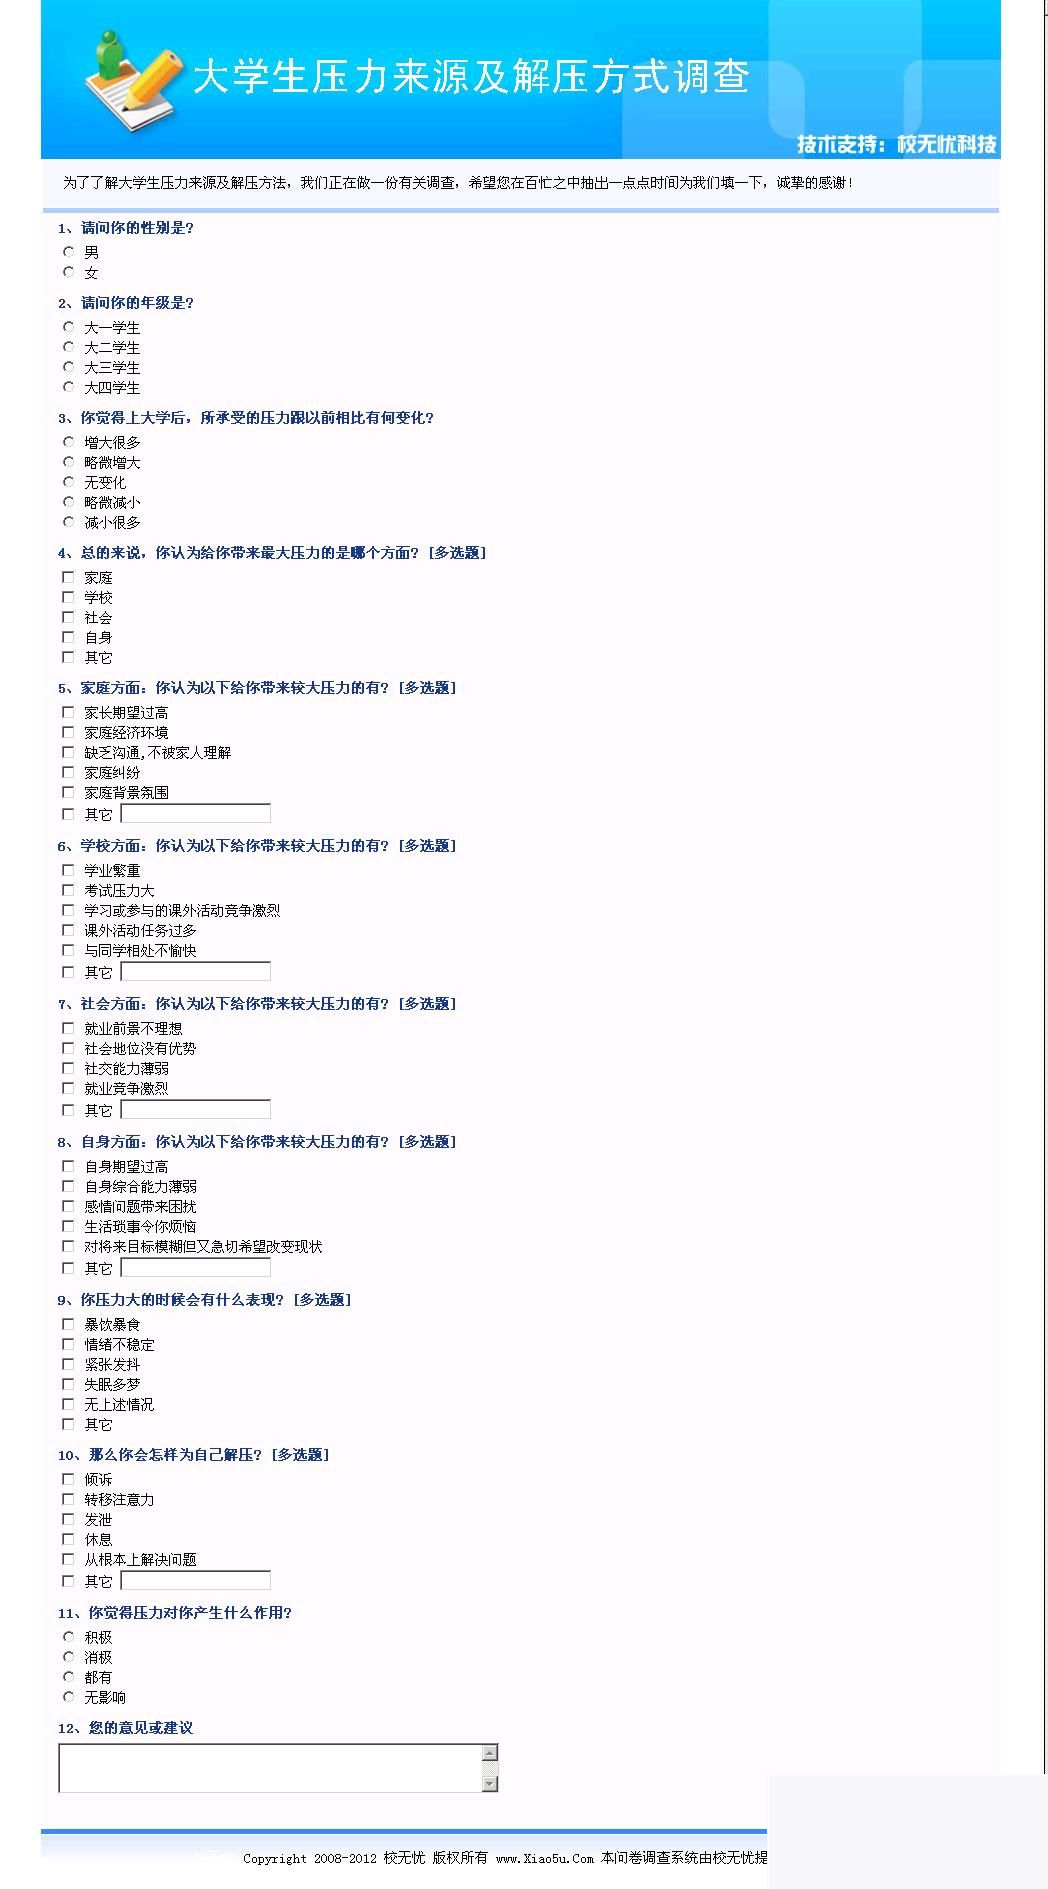 大学生压力来源及解压方式调查
技术支持：校无忧科技
为了了解大学生压力来源及解压方法，我们正在做一份有关调查，希望您在百忙之中抽出一点点时间为我们填一下，诚挚的感谢！
1、请问你的性别是？
男
女
2、请问你的年级是？
大一学生
大二学生
大三学生
大四学生
3、你觉得上大学后，所承受的压力跟以前相比有何变化？
增大很多
略微增大
无变化
略微减小
减小很多
4、总的来说，你认为给你带来最大压力的是哪个方面？ [多选题]
家庭
学校
社会
自身
其它
5、家庭方面：你认为以下给你带来较大压力的有？ [多选题]
家长期望过高
家庭经济环境
缺乏沟通,不被家人理解
家庭纠纷
家庭背景氛围
其它
6、学校方面：你认为以下给你带来较大压力的有？ [多选题]
学业繁重
考试压力大
学习或参与的课外活动竞争激烈
课外活动任务过多
与同学相处不愉快
其它
7、社会方面：你认为以下给你带来较大压力的有？ [多选题]
就业前景不理想
社会地位没有优势
社交能力薄弱
就业竞争激烈
其它
8、自身方面：你认为以下给你带来较大压力的有？ [多选题]
自身期望过高
自身综合能力薄弱
感情问题带来困扰
生活琐事令你烦恼
对将来目标模糊但又急切希望改变现状
其它
9、你压力大的时候会有什么表现？ [多选题]
暴饮暴食
情绪不稳定
紧张发抖
失眠多梦
无上述情况
其它
10、那么你会怎样为自己解压？ [多选题]
倾诉
转移注意力
发泄
休息
从根本上解决问题
其它
11、你觉得压力对你产生什么作用？
积极
消极
都有
无影响
12、您的意见或建议
Copyright 2008-2012 校无忧 版权所有 www.Xiao5u.Com 本问卷调查系统由校无忧提